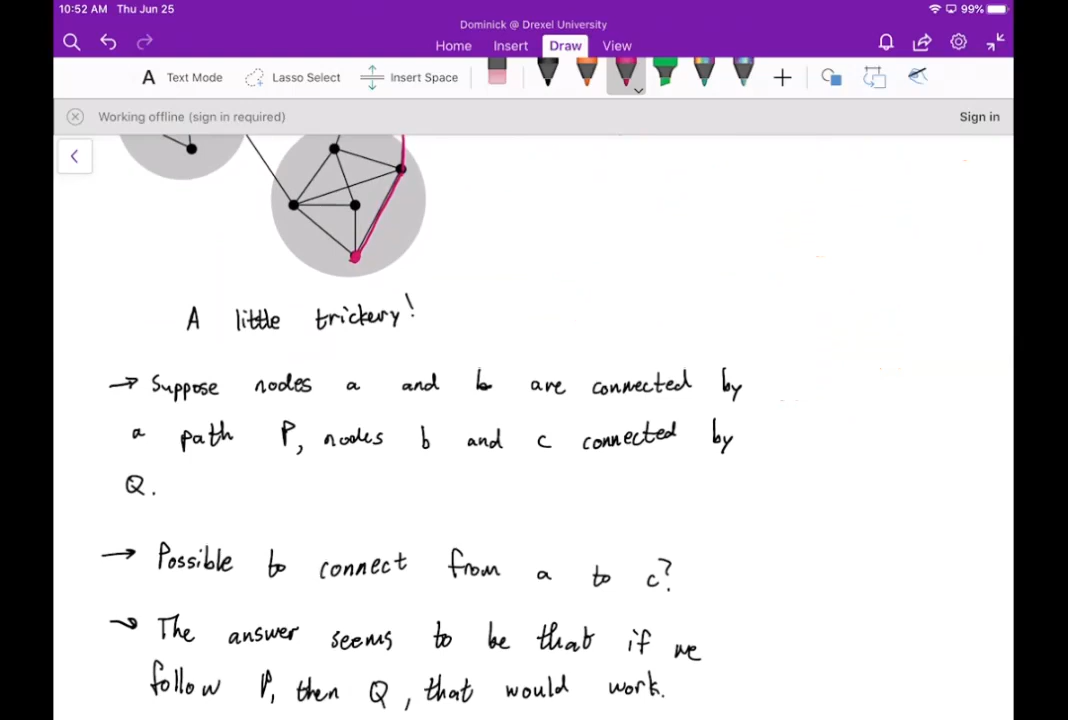 10:52 AM Thu Jun 25
99%
Dominick @ Drexel University
Home Insert Draw View
A Text Mode Lasso Select Insert Space
Working offline (sign in required) Sign in
A little trickery!
→ Suppose nodes a and b are connected by
a path P, nodes b and c connected by
Q.
→ Possible to connect from a to c?
→ The answer seems to be that if we
follow P, then Q, that would work.